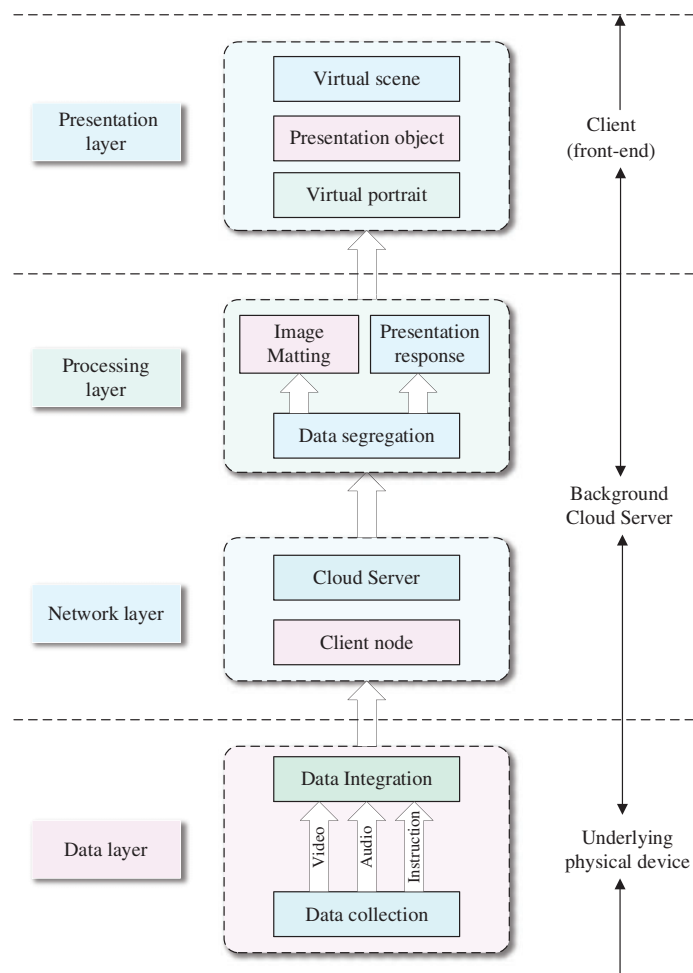 Virtual scene
Presentation
layer
Presentation object
Client
(front-end)
Virtual portrait
Image
Matting
Presentation
response
Processing
layer
Data segregation
Background
Cloud Server
Cloud Server
Network layer
Client node
Data Integration
Video
Audio
Instruction
Data layer
Underlying
physical device
Data collection